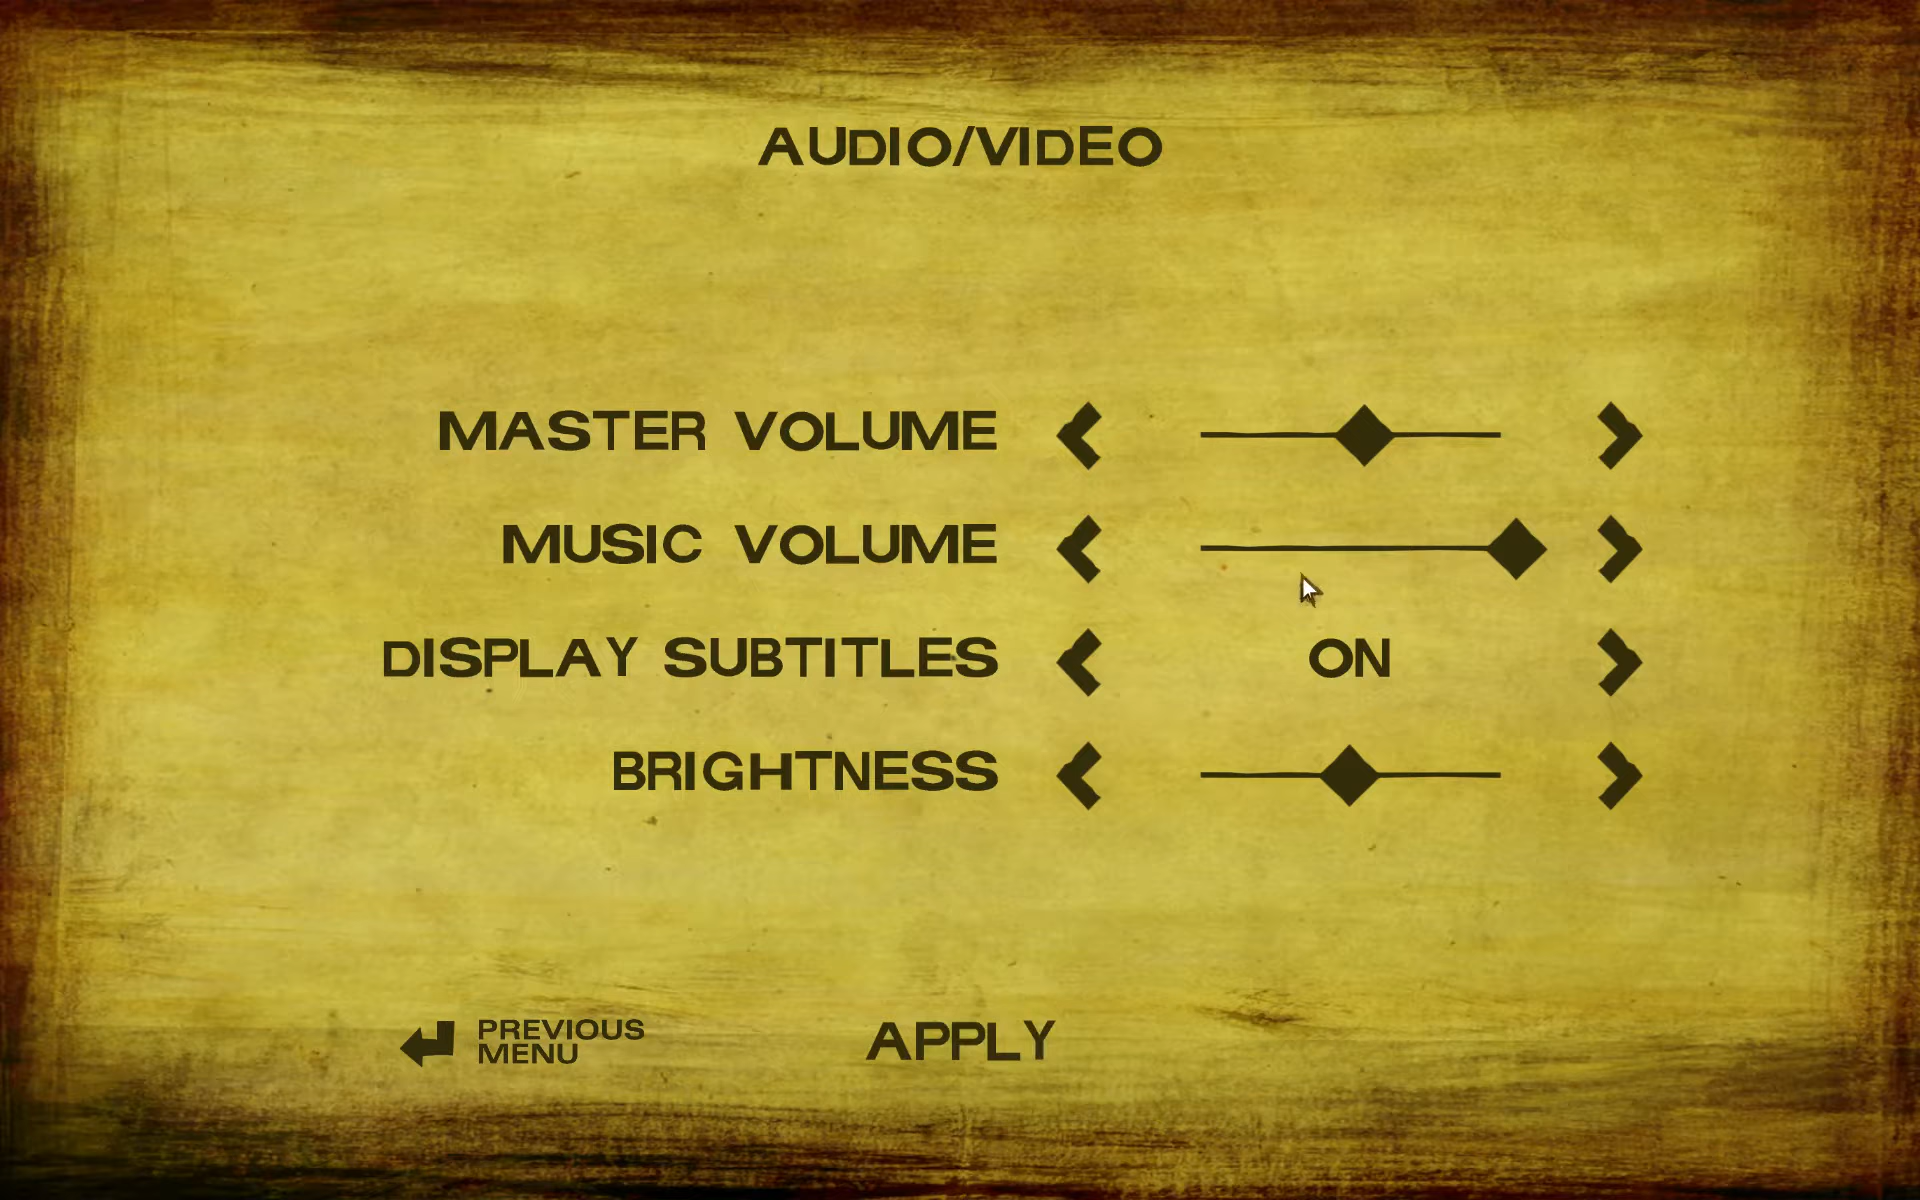 AUDIO/VIDEO
MASTER VOLUME
MUSIC VOLUME
DISPLAY SUBTITLES ON
BRIGHTNESS
PREVIOUS
MENU
APPLY